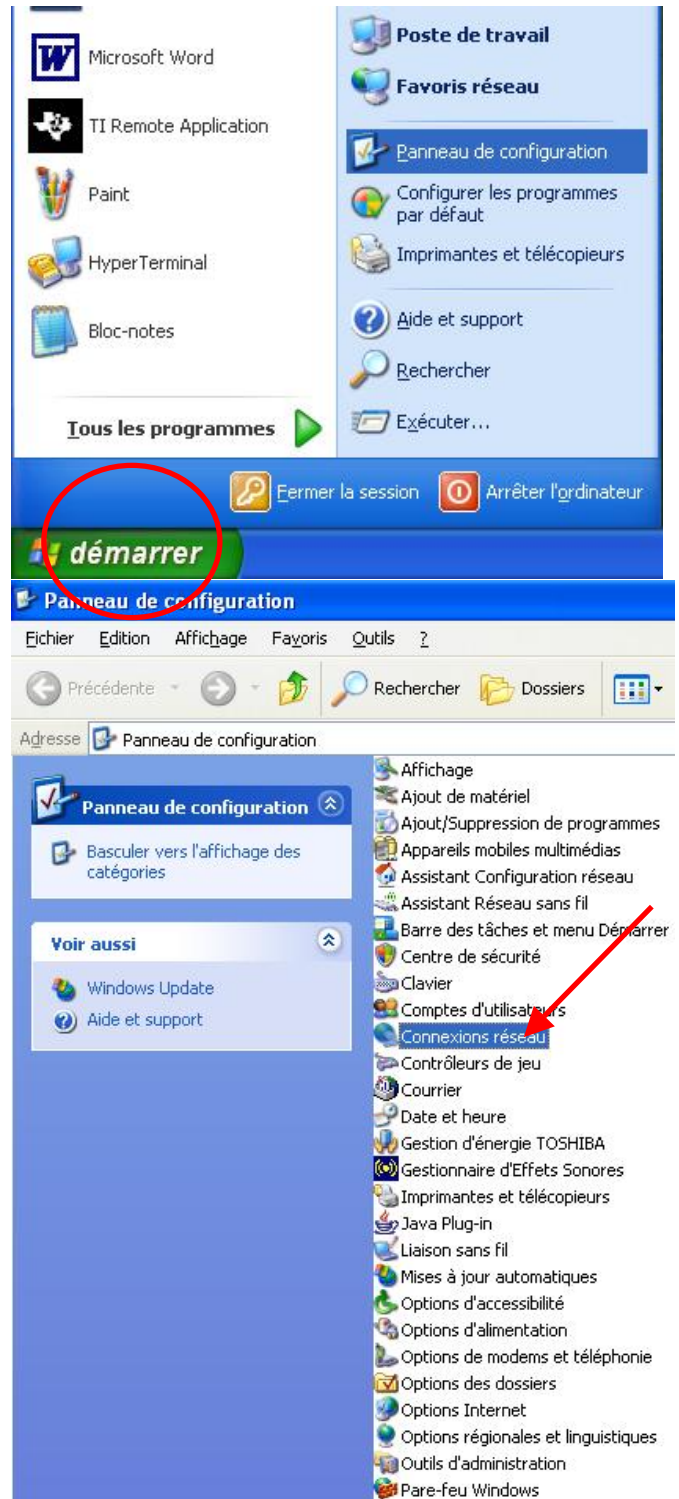 Microsoft Word
TI Remote Application
Paint
HyperTerminal
Bloc-notes
Tous les programmes
Poste de travail
Favoris réseau
Panneau de configuration
Configurer les programmes
par défaut
Imprimantes et télécopieurs
Aide et support
Rechercher
Exécuter...
Fermer la session
Arrêter l'ordinateur
démarrer
Panneau de configuration
Fichier Edition Affichage Favoris Outils ?
Précédente Rechercher Dossiers
Adresse Panneau de configuration
Panneau de configuration
Basculer vers l'affichage des
catégories
Voir aussi
Windows Update
Aide et support
Affichage
Ajout de matériel
Ajout/Suppression de programmes
Appareils mobiles multimédias
Assistant Configuration réseau
Assistant Réseau sans fil
Barre des tâches et menu Démarrer
Centre de sécurité
Clavier
Comptes d'utilisateurs
Connexions réseau
Contrôleurs de jeu
Courrier
Date et heure
Gestion d'énergie TOSHIBA
Gestionnaire d'Effets Sonores
Imprimantes et télécopieurs
Java Plug-in
Liaison sans fil
Mises à jour automatiques
Options d'accessibilité
Options d'alimentation
Options de modems et téléphonie
Options des dossiers
Options Internet
Options régionales et linguistiques
Outils d'administration
Pare-feu Windows